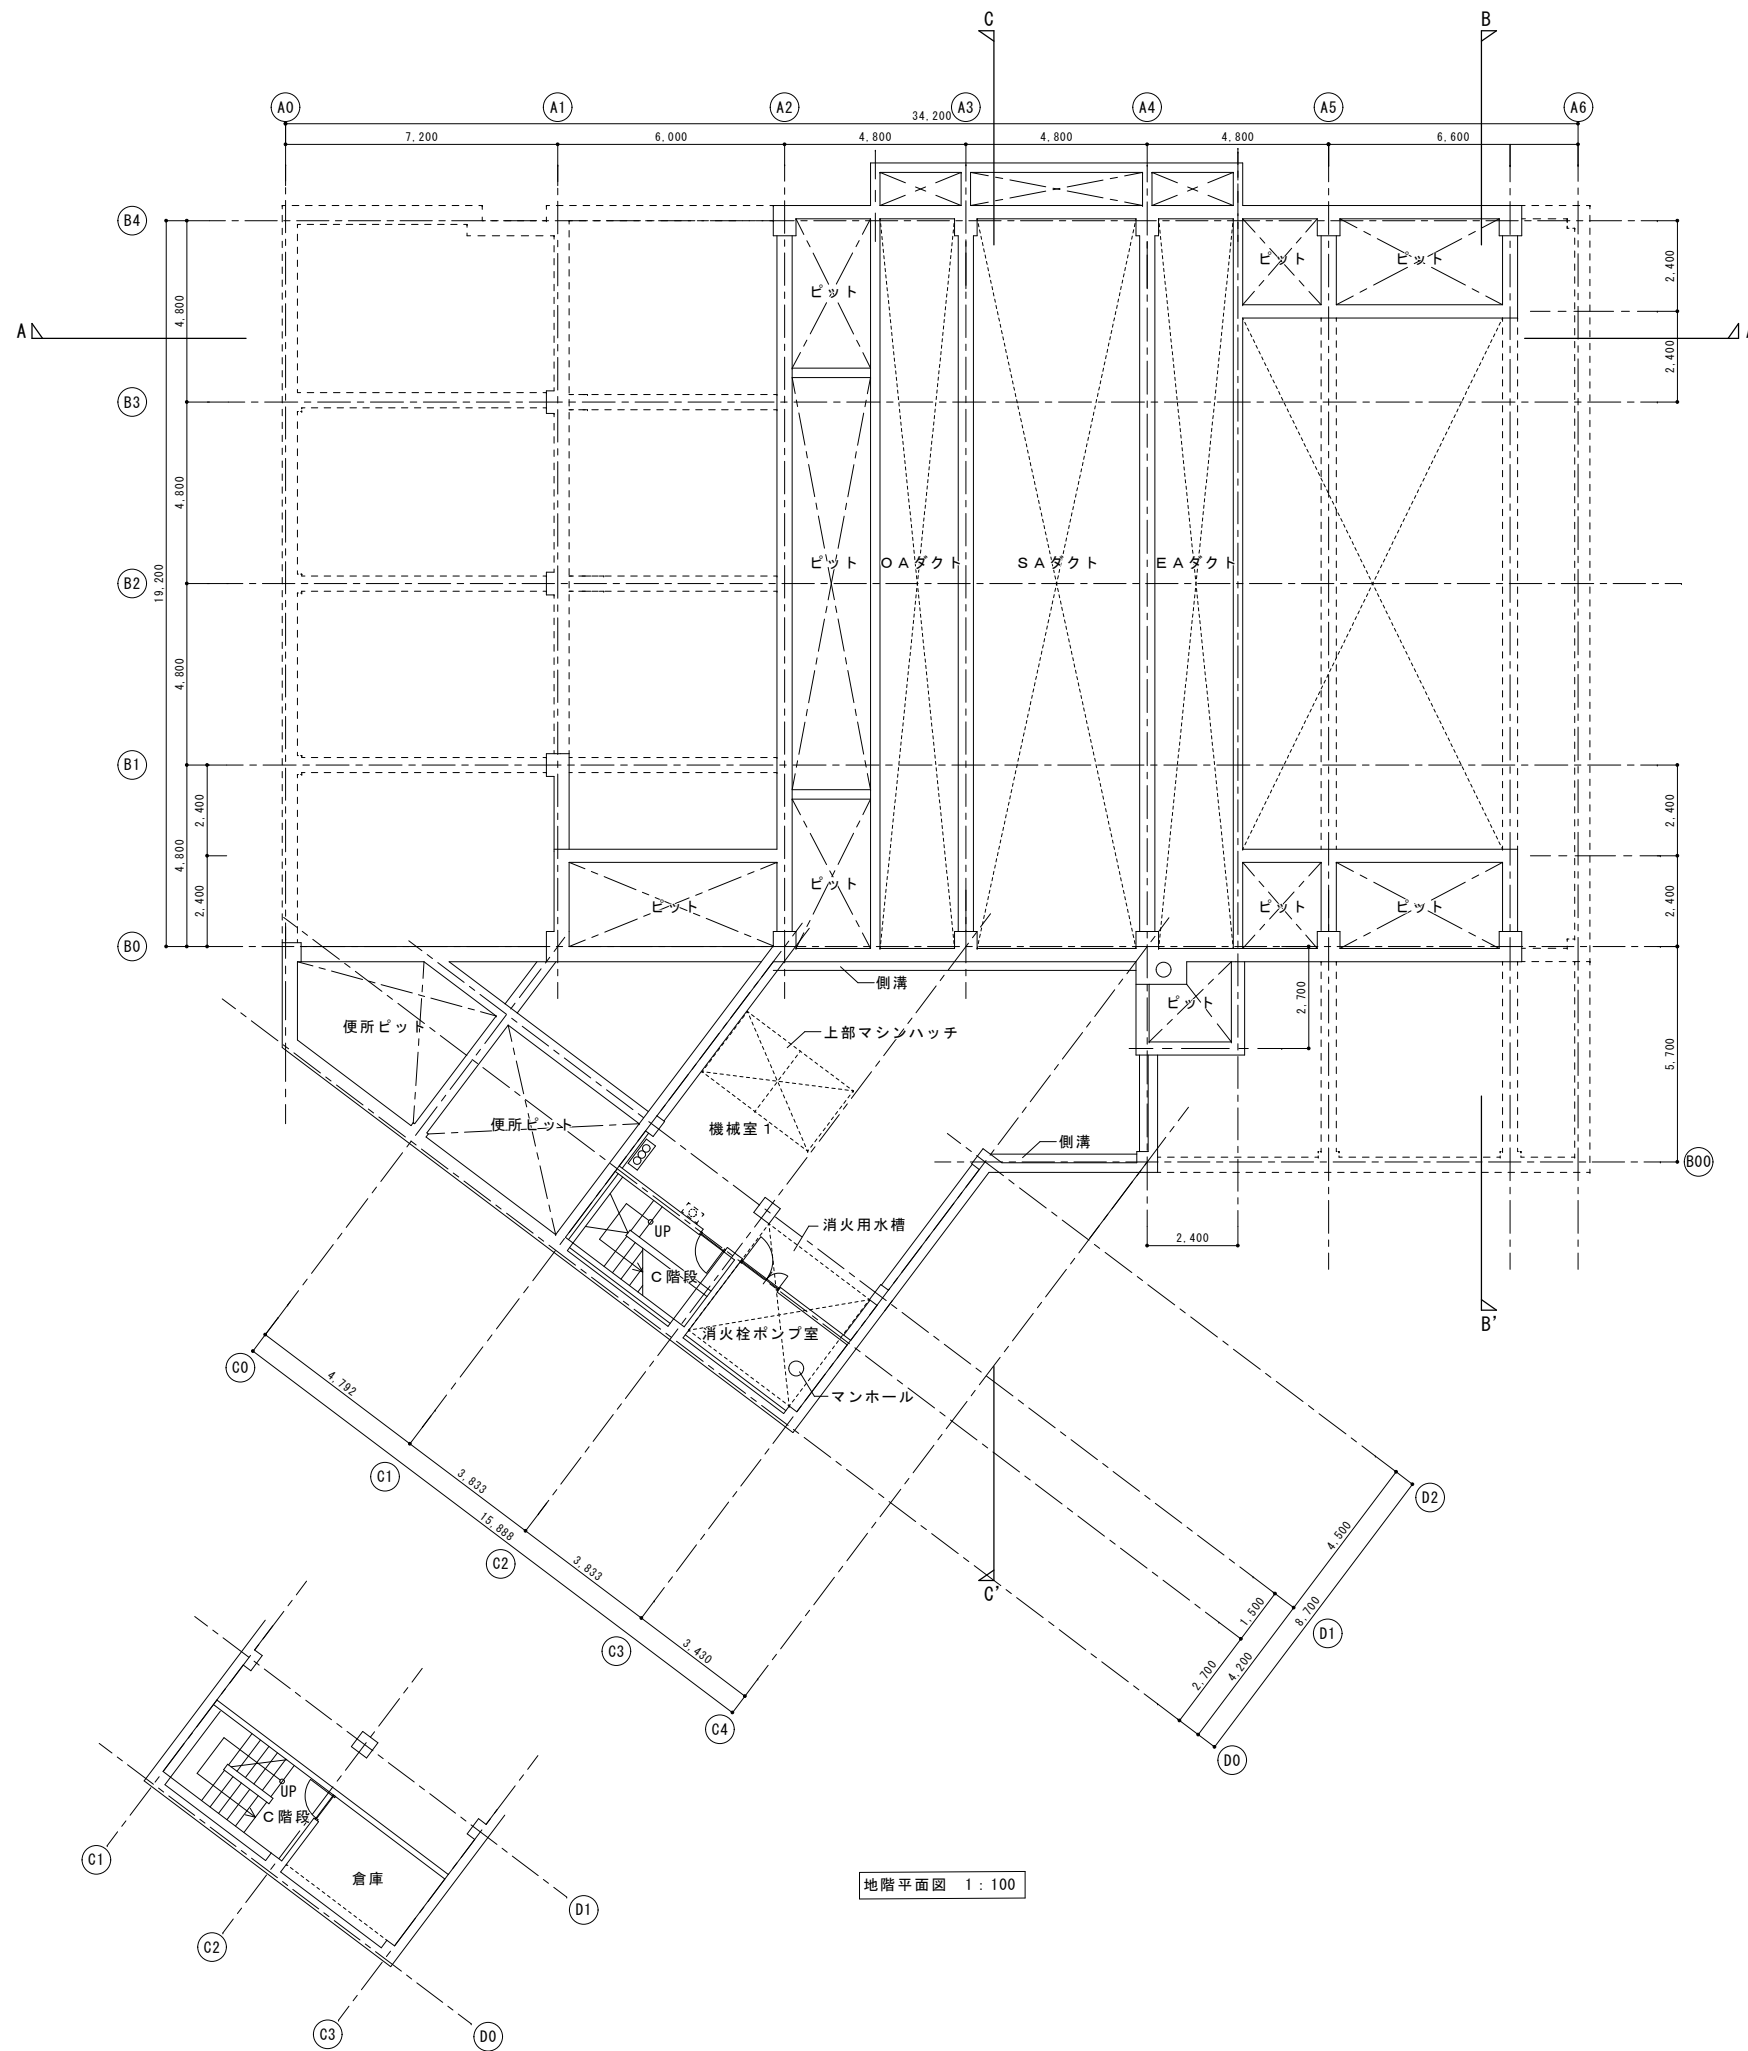 C
B
A0
A1
A2
A3
A4
A5
A6
34,200
7,200
6,000
4,800
4,800
4,800
6,600
B4
ピット
ピット
ピット
2,400
4,800
A
2,400
B3
4,800
B2
19,200
ピット
OAダクト
SAダクト
EAダクト
4,800
B1
2,400
2,400
4,800
2,400
ピット
ピット
ピット
ピット
2,400
B0
側溝
ピット
2,700
便所ピット
上部マシンハッチ
5,700
便所ピット
機械室1
側溝
B00
UP
消火用水槽
2,400
C階段
消火栓ポンプ室
B'
C0
4,792
マンホール
C1
3,833
15,888
D2
4,500
C2
3,833
C'
1,500
8,700
D1
C3
3,430
2,700
4,200
C4
D0
UP
C階段
C1
倉庫
地階平面図 1:100
D1
C2
C3
D0